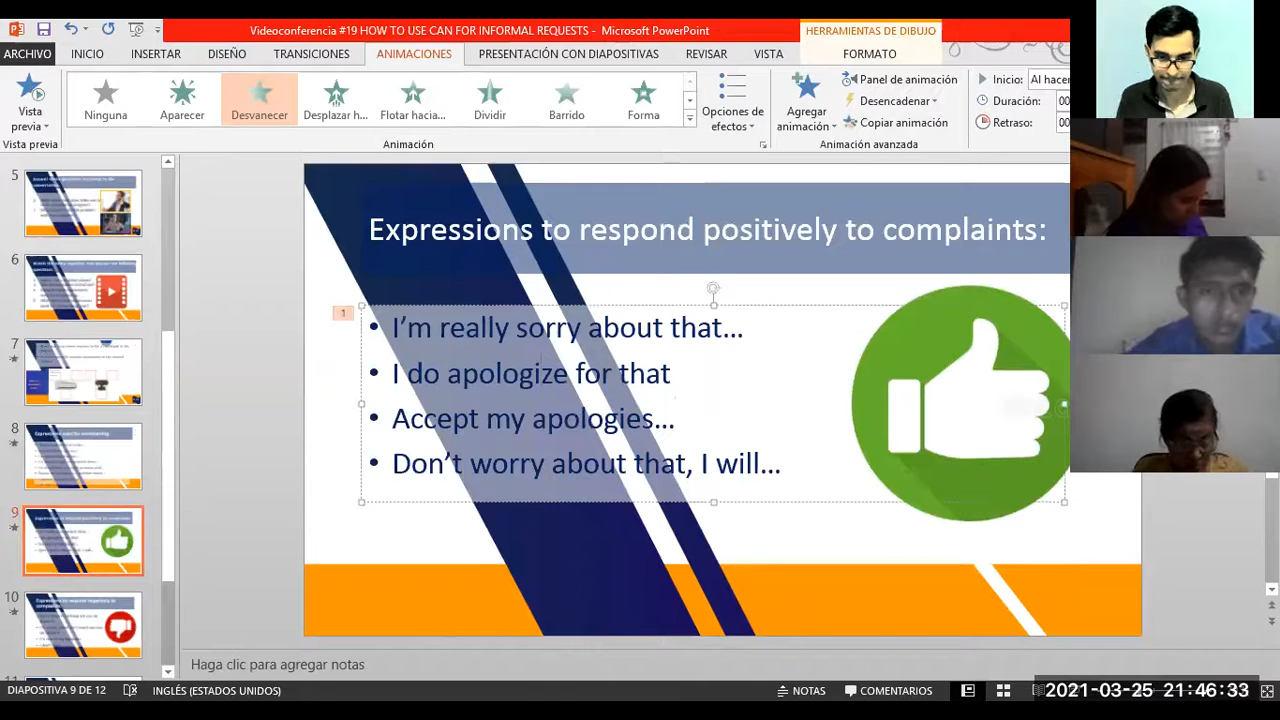 Videoconferencia #19 HOW TO USE CAN FOR INFORMAL REQUESTS - Microsoft PowerPoint
HERRAMIENTAS DE DIBUJO
ARCHIVO INICIO INSERTAR DISEÑO TRANSICIONES ANIMACIONES PRESENTACIÓN CON DIAPOSITIVAS REVISAR VISTA FORMATO
Vista previa
Vista previa
Ninguna Aparecer Desvanecer Desplazar h... Flotar hacia... Dividir Barrido Forma
Animación
Opciones de efectos
Agregar animación
Panel de animación
Desencadenar
Copiar animación
Animación avanzada
Inicio: Al hacer
Duración: 00
Retraso: 00
5
6
7
8
9
10
Expressions to respond positively to complaints:
1
• I'm really sorry about that...
• I do apologize for that
• Accept my apologies...
• Don't worry about that, I will...
Haga clic para agregar notas
DIAPOSITIVA 9 DE 12 INGLÉS (ESTADOS UNIDOS) NOTAS COMENTARIOS
2021-03-25 21:46:33